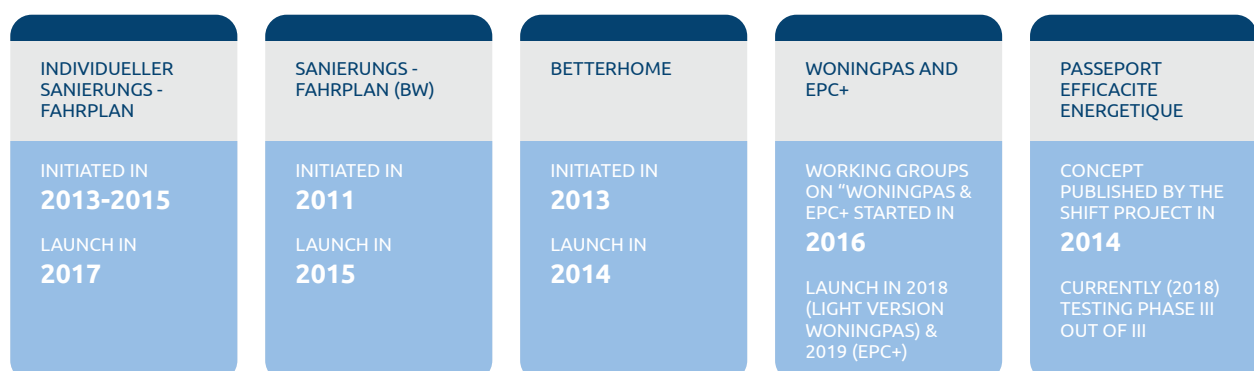 INDIVIDUELLER
SANIERUNGS -
FAHRPLAN
INITIATED IN
2013-2015
LAUNCH IN
2017
SANIERUNGS -
FAHRPLAN (BW)
INITIATED IN
2011
LAUNCH IN
2015
BETTERHOME
INITIATED IN
2013
LAUNCH IN
2014
WONINGPAS AND
EPC+
WORKING GROUPS
ON “WONINGPAS &
EPC+ STARTED IN
2016
LAUNCH IN 2018
(LIGHT VERSION
WONINGPAS) &
2019 (EPC+)
PASSEPORT
EFFICACITE
ENERGETIQUE
CONCEPT
PUBLISHED BY THE
SHIFT PROJECT IN
2014
CURRENTLY (2018)
TESTING PHASE III
OUT OF III